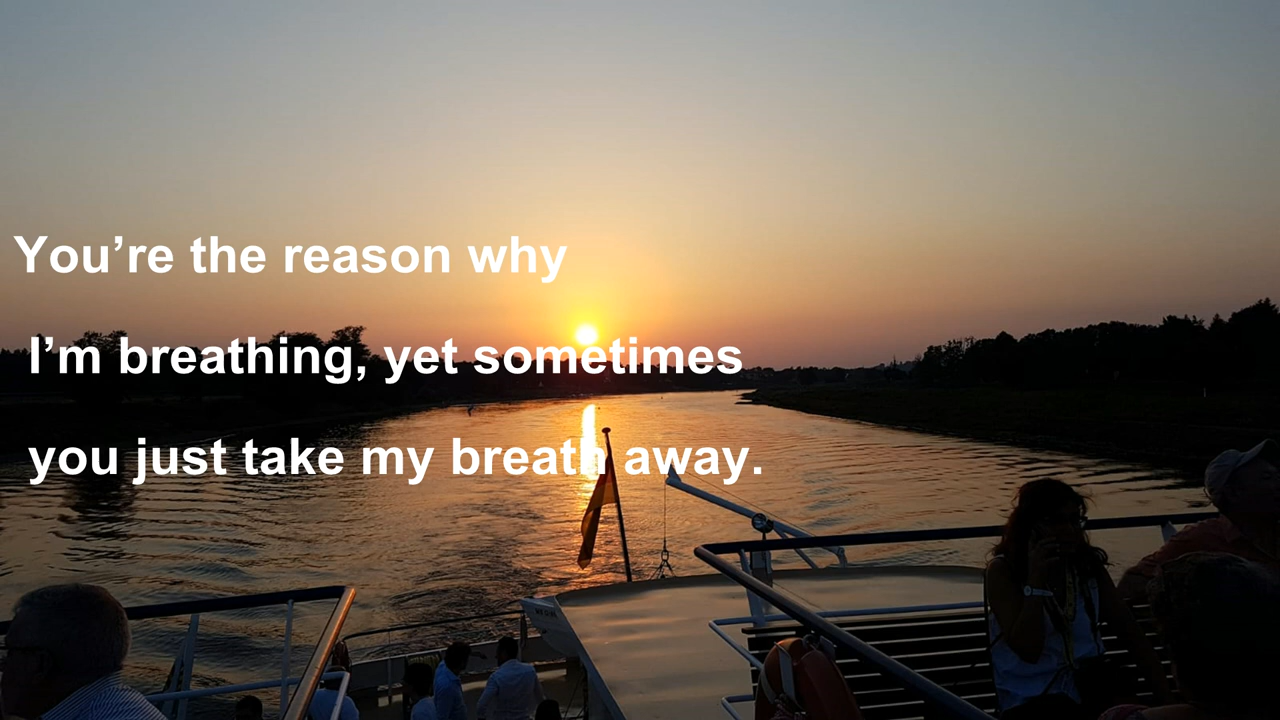 You’re the reason why
I’m breathing, yet sometimes
you just take my breath away.